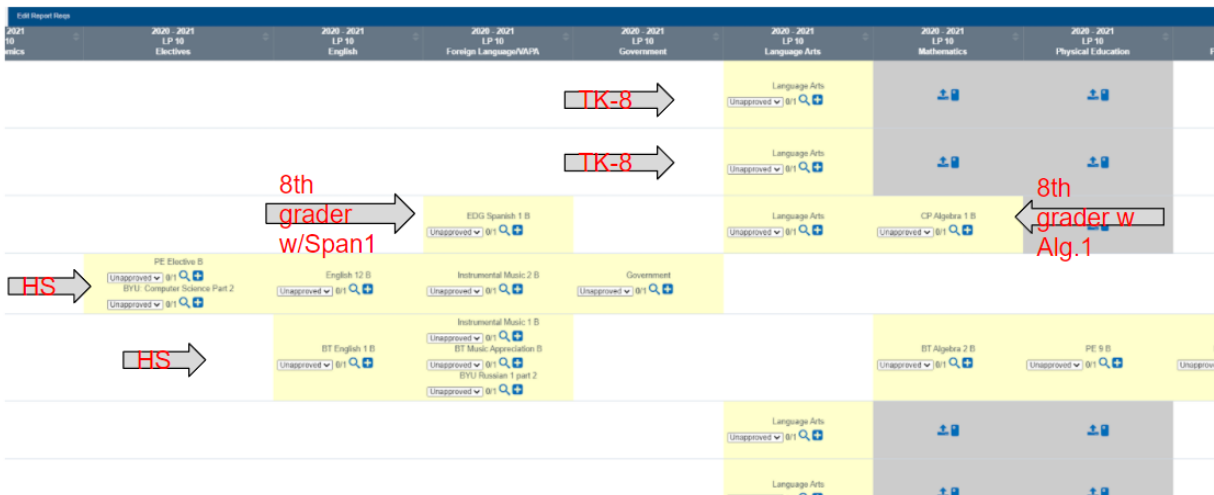 Edit Report Reqs
2021
10
mics
2020 - 2021
LP 10
Electives
2020 - 2021
LP 10
English
2020 - 2021
LP 10
Foreign Language/VAPA
2020 - 2021
LP 10
Government
2020 - 2021
LP 10
Language Arts
2020 - 2021
LP 10
Mathematics
2020 - 2021
LP 10
Physical Education
TK-8
Language Arts
Unapproved 0/1
TK-8
Language Arts
Unapproved 0/1
8th
grader
w/Span1
EDG Spanish 1 B
Unapproved 0/1
Language Arts
Unapproved 0/1
CP Algebra 1 B
Unapproved 0/1
8th
grader w
Alg.1
HS
PE Elective B
Unapproved 0/1
BYU: Computer Science Part 2
Unapproved 0/1
English 12 B
Unapproved 0/1
Instrumental Music 2 B
Unapproved 0/1
Government
Unapproved 0/1
HS
BT English 1 B
Unapproved 0/1
Instrumental Music 1 B
Unapproved 0/1
BT Music Appreciation B
Unapproved 0/1
BYU Russian 1 part 2
Unapproved 0/1
BT Algebra 2 B
Unapproved 0/1
PE 9 B
Unapproved 0/1
Unapprov
Language Arts
Unapproved 0/1
Language Arts